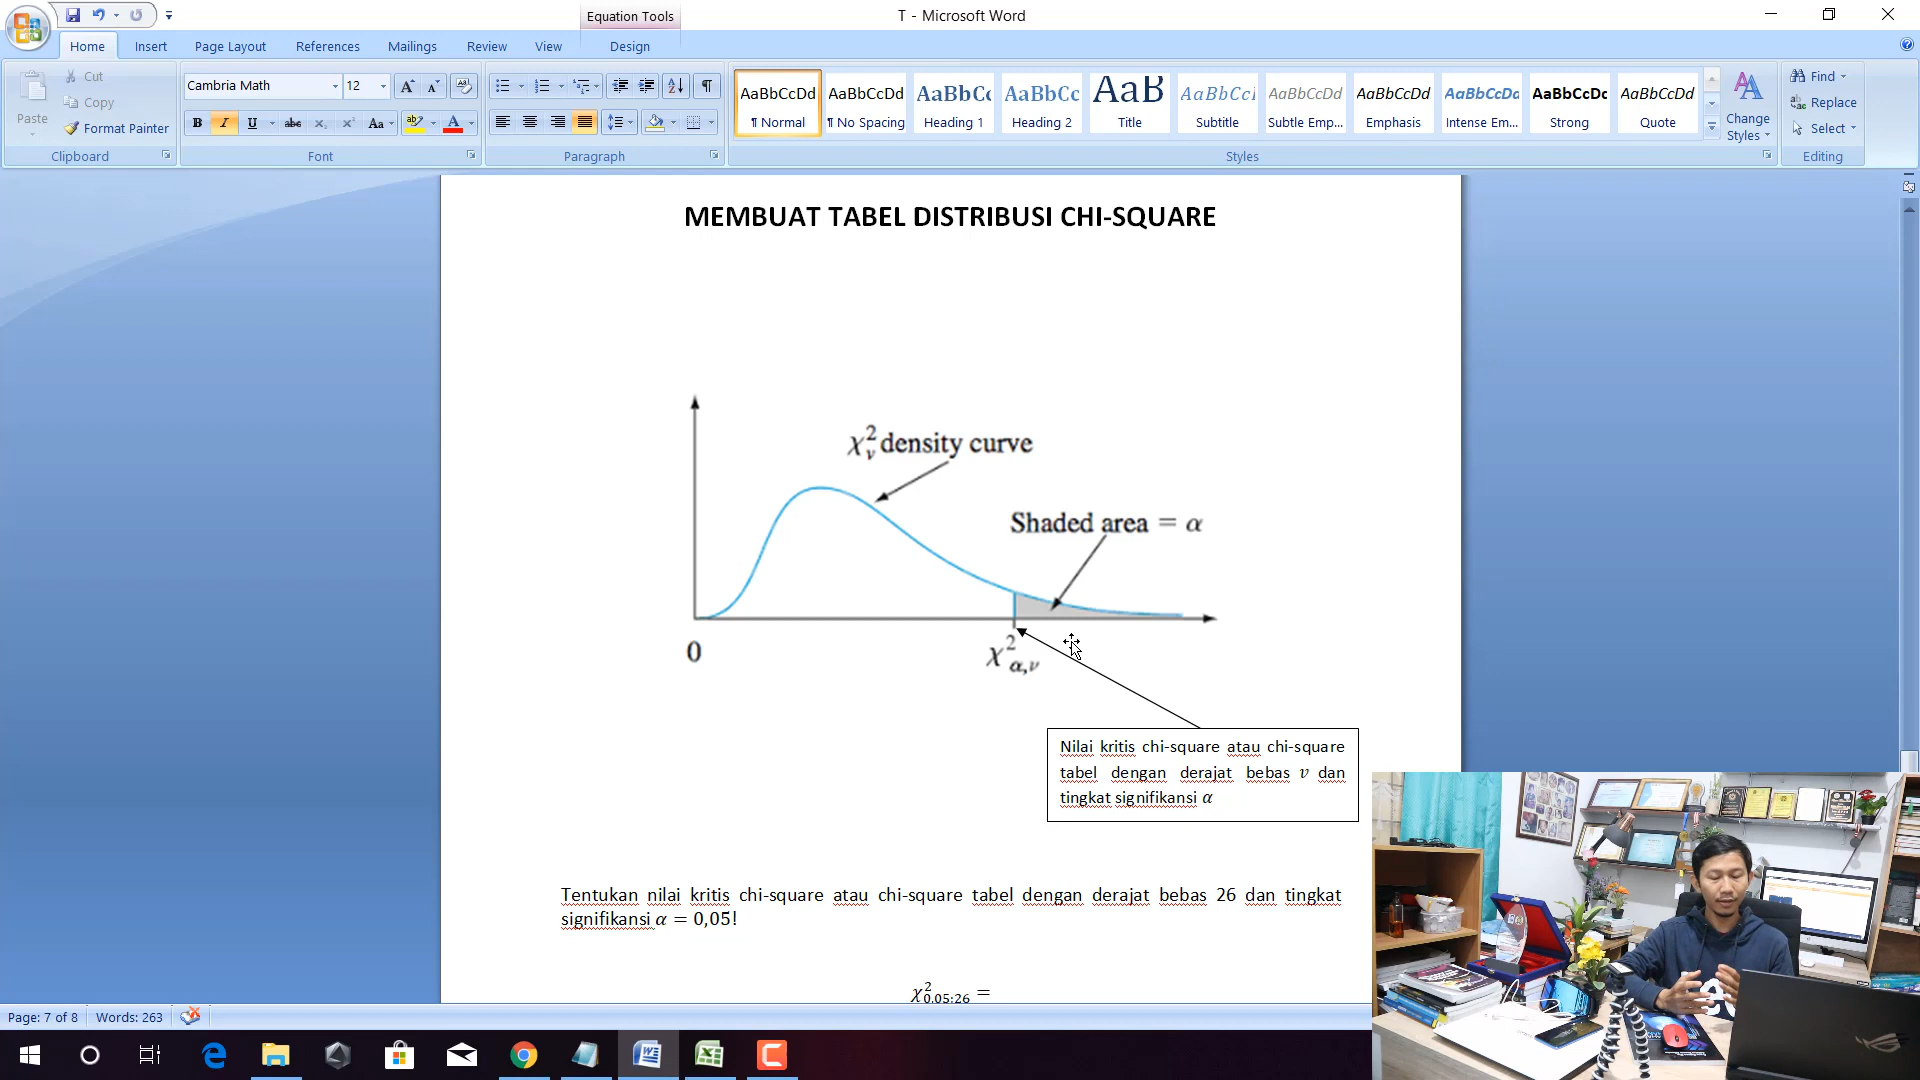 Equation Tools
T - Microsoft Word
Home
Insert
Page Layout
References
Mailings
Review
View
Design
Paste
Cut
Copy
Format Painter
Clipboard
Cambria Math
12
Font
Paragraph
AaBbCcDd
¶ Normal
AaBbCcDd
¶ No Spacing
AaBbCc
Heading 1
AaBbCc
Heading 2
AaB
Title
AaBbCcI
Subtitle
AaBbCcDd
Subtle Emp...
AaBbCcDd
Emphasis
AaBbCcDd
Intense Em...
AaBbCcDd
Strong
AaBbCcDd
Quote
Change
Styles
Styles
Find
Replace
Select
Editing
MEMBUAT TABEL DISTRIBUSI CHI-SQUARE
χ²ᵥ density curve
Shaded area = α
0
χ²α,ν
Nilai kritis chi-square atau chi-square
tabel dengan derajat bebas v dan
tingkat signifikansi α
Tentukan nilai kritis chi-square atau chi-square tabel dengan derajat bebas 26 dan tingkat
signifikansi α = 0,05!
χ²0,05;26 =
Page: 7 of 8
Words: 263